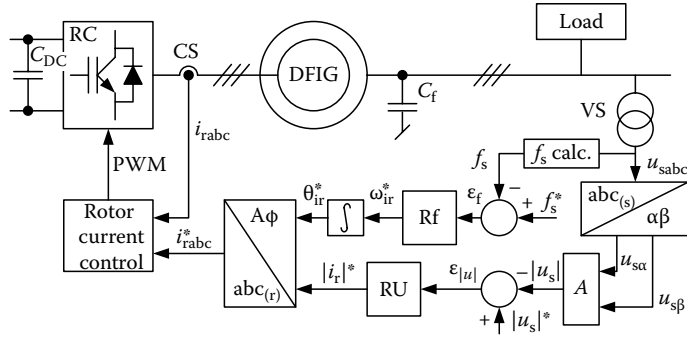 Load
RC
CS
C_DC
DFIG
C_f
VS
i_rabc
f_s
f_s calc.
u_sabc
PWM
θ*_ir
ω*_ir
ε_f
−
+
f_s*
abc_(s)
αβ
Rotor
current
control
i*_rabc
Aϕ
abc_(r)
∫
Rf
|i_r|*
RU
ε_|u|
−|u_s|
A
u_sα
u_sβ
+
|u_s|*